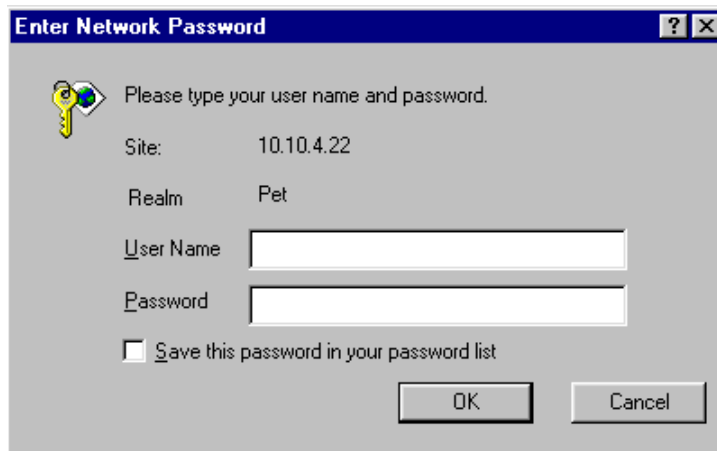 Enter Network Password
Please type your user name and password.
Site: 10.10.4.22
Realm Pet
User Name
Password
Save this password in your password list
OK Cancel